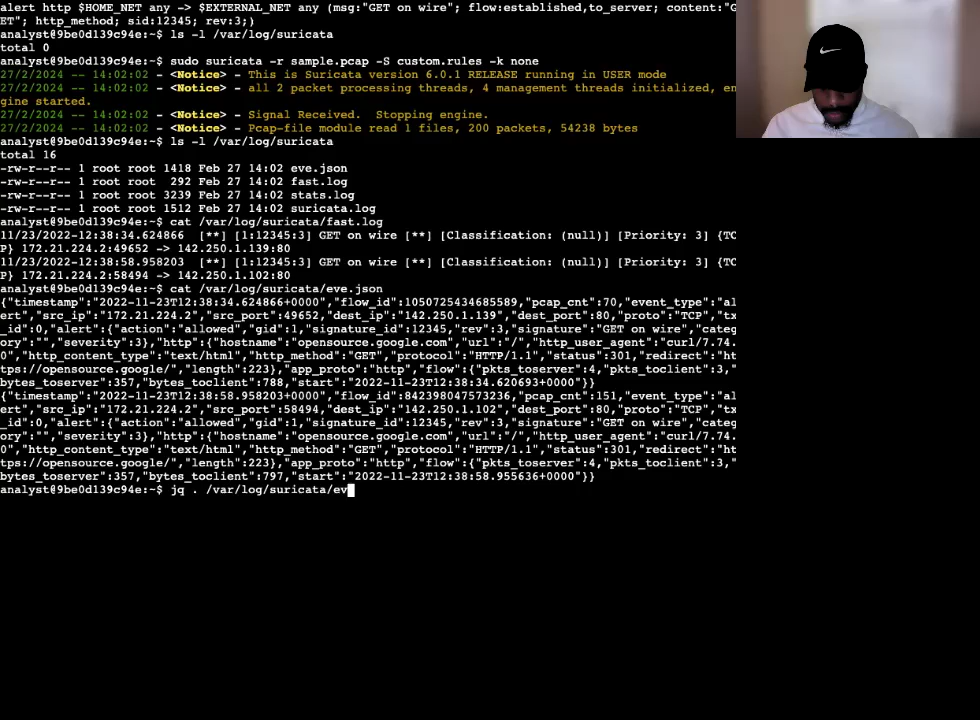 alert http $HOME_NET any -> $EXTERNAL_NET any (msg:"GET on wire"; flow:established,to_server; content:"G
ET"; http_method; sid:12345; rev:3;)
analyst@9be0d139c94e:~$ ls -l /var/log/suricata
total 0
analyst@9be0d139c94e:~$ sudo suricata -r sample.pcap -S custom.rules -k none
27/2/2024 -- 14:02:02 - <Notice> - This is Suricata version 6.0.1 RELEASE running in USER mode
27/2/2024 -- 14:02:02 - <Notice> - all 2 packet processing threads, 4 management threads initialized, en
gine started.
27/2/2024 -- 14:02:02 - <Notice> - Signal Received.  Stopping engine.
27/2/2024 -- 14:02:02 - <Notice> - Pcap-file module read 1 files, 200 packets, 54238 bytes
analyst@9be0d139c94e:~$ ls -l /var/log/suricata
total 16
-rw-r--r-- 1 root root 1418 Feb 27 14:02 eve.json
-rw-r--r-- 1 root root  292 Feb 27 14:02 fast.log
-rw-r--r-- 1 root root 3239 Feb 27 14:02 stats.log
-rw-r--r-- 1 root root 1512 Feb 27 14:02 suricata.log
analyst@9be0d139c94e:~$ cat /var/log/suricata/fast.log
11/23/2022-12:38:34.624866  [**] [1:12345:3] GET on wire [**] [Classification: (null)] [Priority: 3] {TC
P} 172.21.224.2:49652 -> 142.250.1.139:80
11/23/2022-12:38:58.958203  [**] [1:12345:3] GET on wire [**] [Classification: (null)] [Priority: 3] {TC
P} 172.21.224.2:58494 -> 142.250.1.102:80
analyst@9be0d139c94e:~$ cat /var/log/suricata/eve.json
{"timestamp":"2022-11-23T12:38:34.624866+0000","flow_id":1050725434685589,"pcap_cnt":70,"event_type":"al
ert","src_ip":"172.21.224.2","src_port":49652,"dest_ip":"142.250.1.139","dest_port":80,"proto":"TCP","tx
_id":0,"alert":{"action":"allowed","gid":1,"signature_id":12345,"rev":3,"signature":"GET on wire","categ
ory":"","severity":3},"http":{"hostname":"opensource.google.com","url":"/","http_user_agent":"curl/7.74.
0","http_content_type":"text/html","http_method":"GET","protocol":"HTTP/1.1","status":301,"redirect":"ht
tps://opensource.google/","length":223},"app_proto":"http","flow":{"pkts_toserver":4,"pkts_toclient":3,"
bytes_toserver":357,"bytes_toclient":788,"start":"2022-11-23T12:38:34.620693+0000"}}
{"timestamp":"2022-11-23T12:38:58.958203+0000","flow_id":842398047573236,"pcap_cnt":151,"event_type":"al
ert","src_ip":"172.21.224.2","src_port":58494,"dest_ip":"142.250.1.102","dest_port":80,"proto":"TCP","tx
_id":0,"alert":{"action":"allowed","gid":1,"signature_id":12345,"rev":3,"signature":"GET on wire","categ
ory":"","severity":3},"http":{"hostname":"opensource.google.com","url":"/","http_user_agent":"curl/7.74.
0","http_content_type":"text/html","http_method":"GET","protocol":"HTTP/1.1","status":301,"redirect":"ht
tps://opensource.google/","length":223},"app_proto":"http","flow":{"pkts_toserver":4,"pkts_toclient":3,"
bytes_toserver":357,"bytes_toclient":797,"start":"2022-11-23T12:38:58.955636+0000"}}
analyst@9be0d139c94e:~$ jq . /var/log/suricata/ev